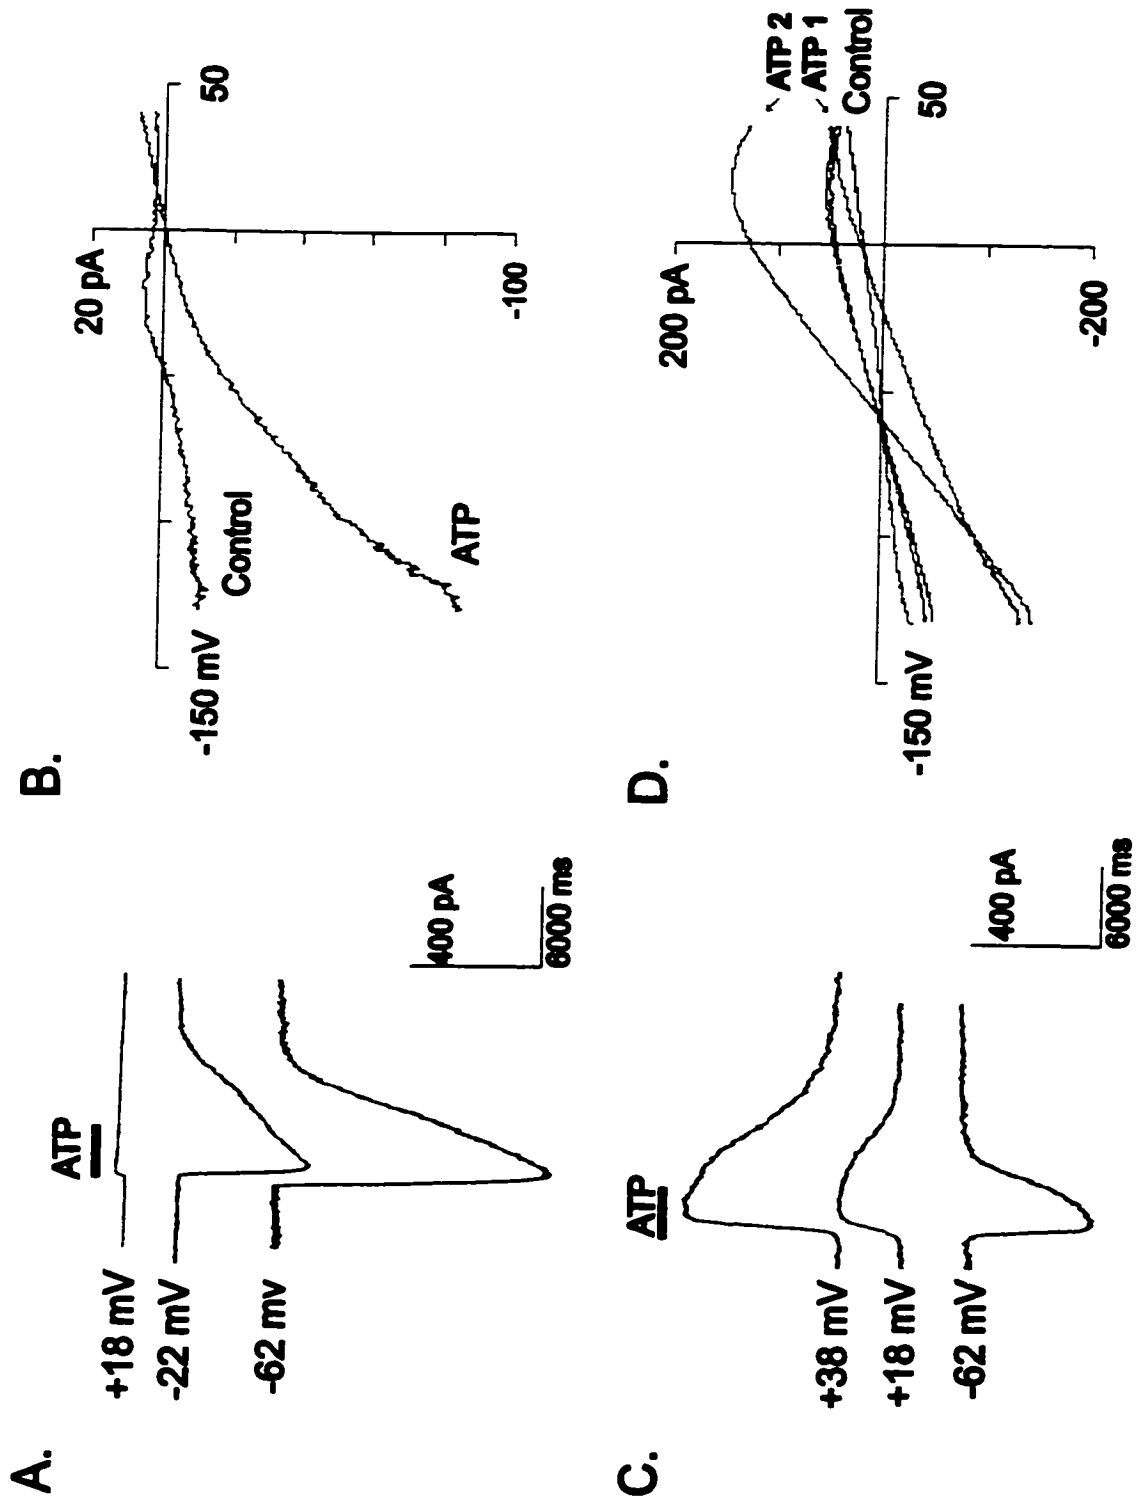 A.
ATP
+18 mV
-22 mV
-62 mv
400 pA
6000 ms
B.
20 pA
50
-150 mV
Control
ATP
-100
C.
ATP
+38 mV
+18 mV
-62 mV
400 pA
6000 ms
D.
200 pA
ATP 2
ATP 1
Control
50
-150 mV
-200